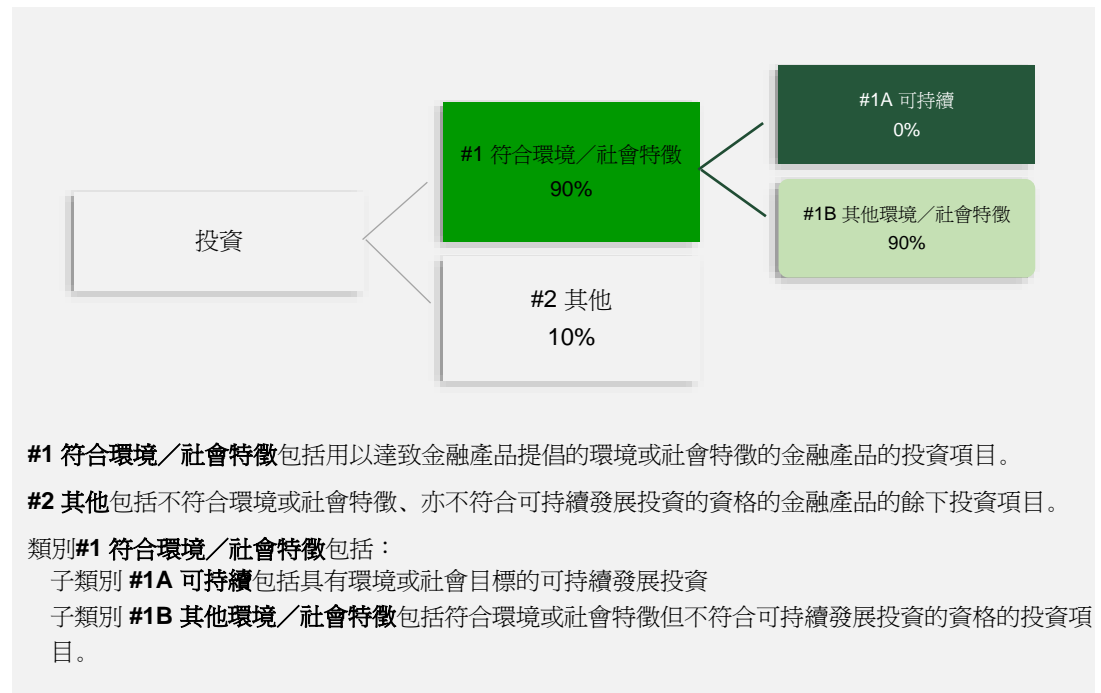 #1A 可持續
0%
#1 符合環境／社會特徵
90%
#1B 其他環境／社會特徵
90%
投資
#2 其他
10%
#1 符合環境／社會特徵包括用以達致金融產品提倡的環境或社會特徵的金融產品的投資項目。
#2 其他包括不符合環境或社會特徵、亦不符合可持續發展投資的資格的金融產品的餘下投資項目。
類別#1 符合環境／社會特徵包括：
子類別 #1A 可持續包括具有環境或社會目標的可持續發展投資
子類別 #1B 其他環境／社會特徵包括符合環境或社會特徵但不符合可持續發展投資的資格的投資項
目。